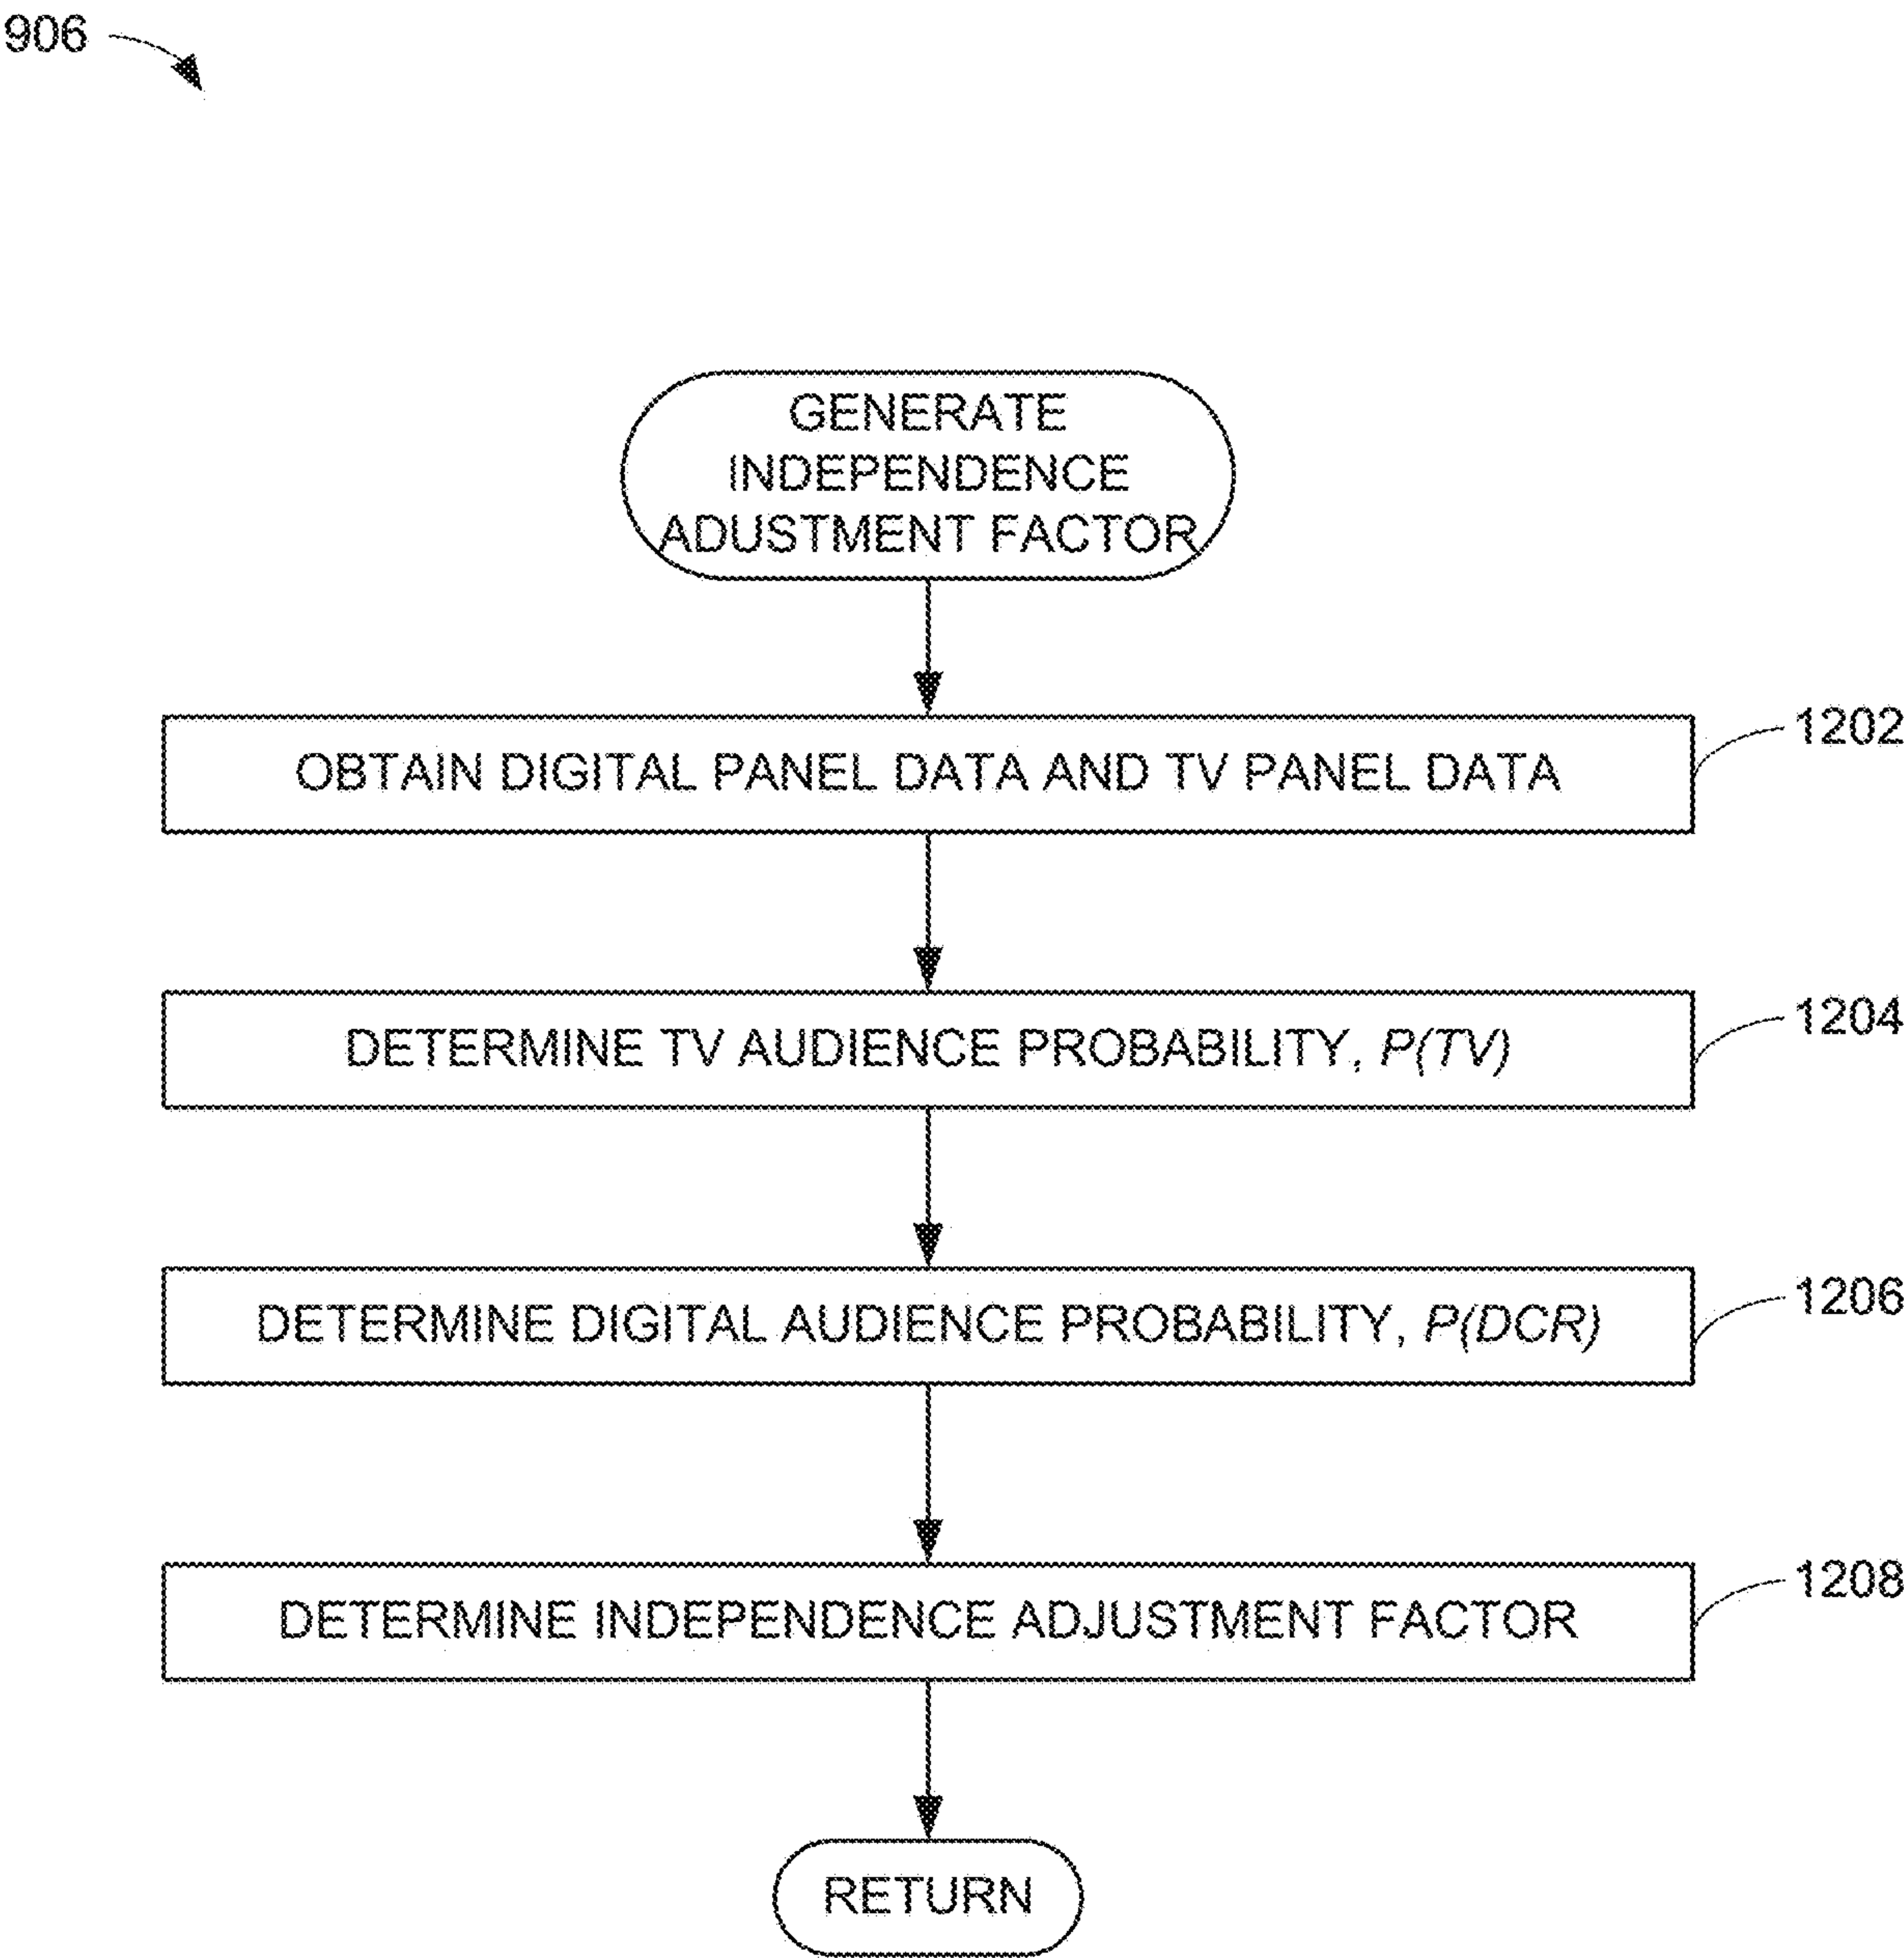 906
GENERATE
INDEPENDENCE
ADUSTMENT FACTOR
OBTAIN DIGITAL PANEL DATA AND TV PANEL DATA
1202
DETERMINE TV AUDIENCE PROBABILITY, P(TV)
1204
DETERMINE DIGITAL AUDIENCE PROBABILITY, P(DCR)
1206
DETERMINE INDEPENDENCE ADJUSTMENT FACTOR
1208
RETURN